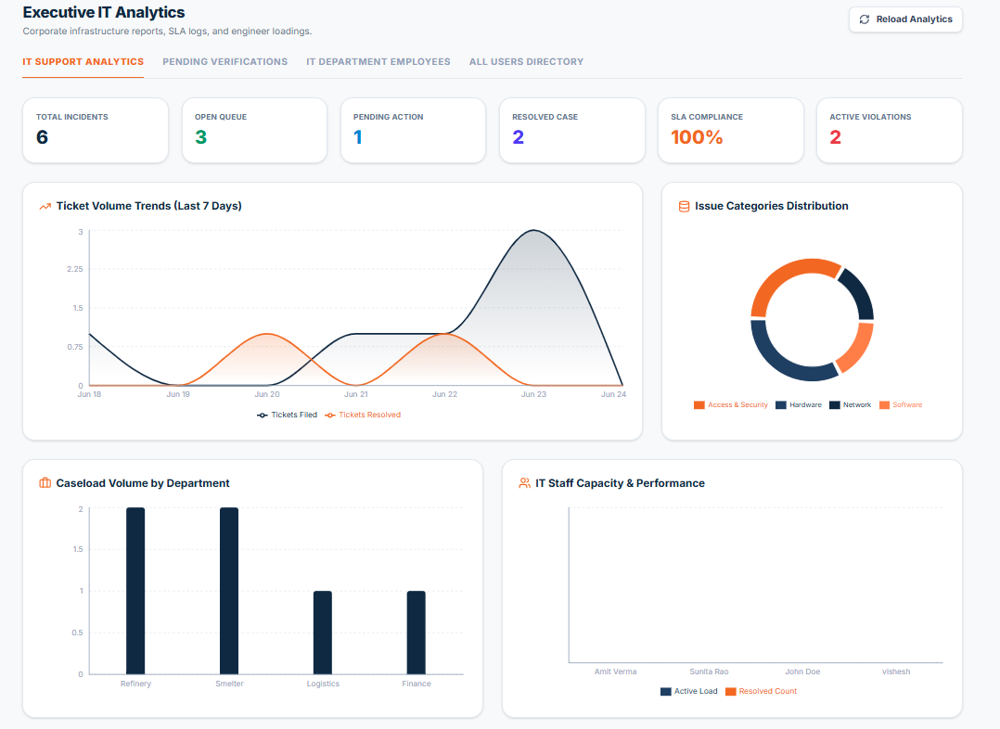 Executive IT Analytics
Corporate infrastructure reports, SLA logs, and engineer loadings.
Reload Analytics
IT SUPPORT ANALYTICS PENDING VERIFICATIONS IT DEPARTMENT EMPLOYEES ALL USERS DIRECTORY
TOTAL INCIDENTS
6
OPEN QUEUE
3
PENDING ACTION
1
RESOLVED CASE
2
SLA COMPLIANCE
100%
ACTIVE VIOLATIONS
2
Ticket Volume Trends (Last 7 Days)
3
2.25
1.5
0.75
0
Jun 18 Jun 19 Jun 20 Jun 21 Jun 22 Jun 23 Jun 24
Tickets Filed Tickets Resolved
Issue Categories Distribution
Access & Security Hardware Network Software
Caseload Volume by Department
2
1.5
1
0.5
0
Refinery Smelter Logistics Finance
IT Staff Capacity & Performance
Amit Verma Sunita Rao John Doe vishesh
Active Load Resolved Count